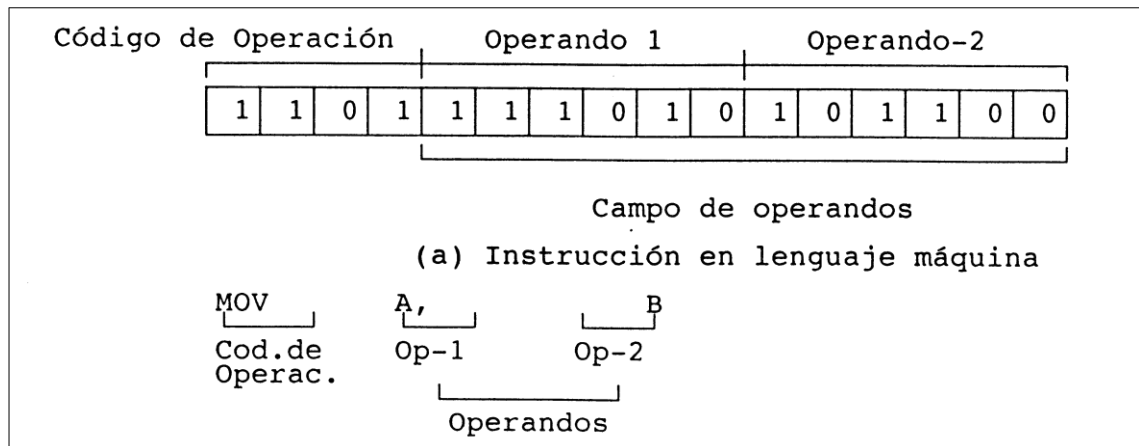 Código de Operación Operando 1 Operando-2
1 1 0 1 1 1 1 0 1 0 1 0 1 1 0 0
Campo de operandos
(a) Instrucción en lenguaje máquina
MOV A, B
Cod.de Op-1 Op-2
Operac.
Operandos